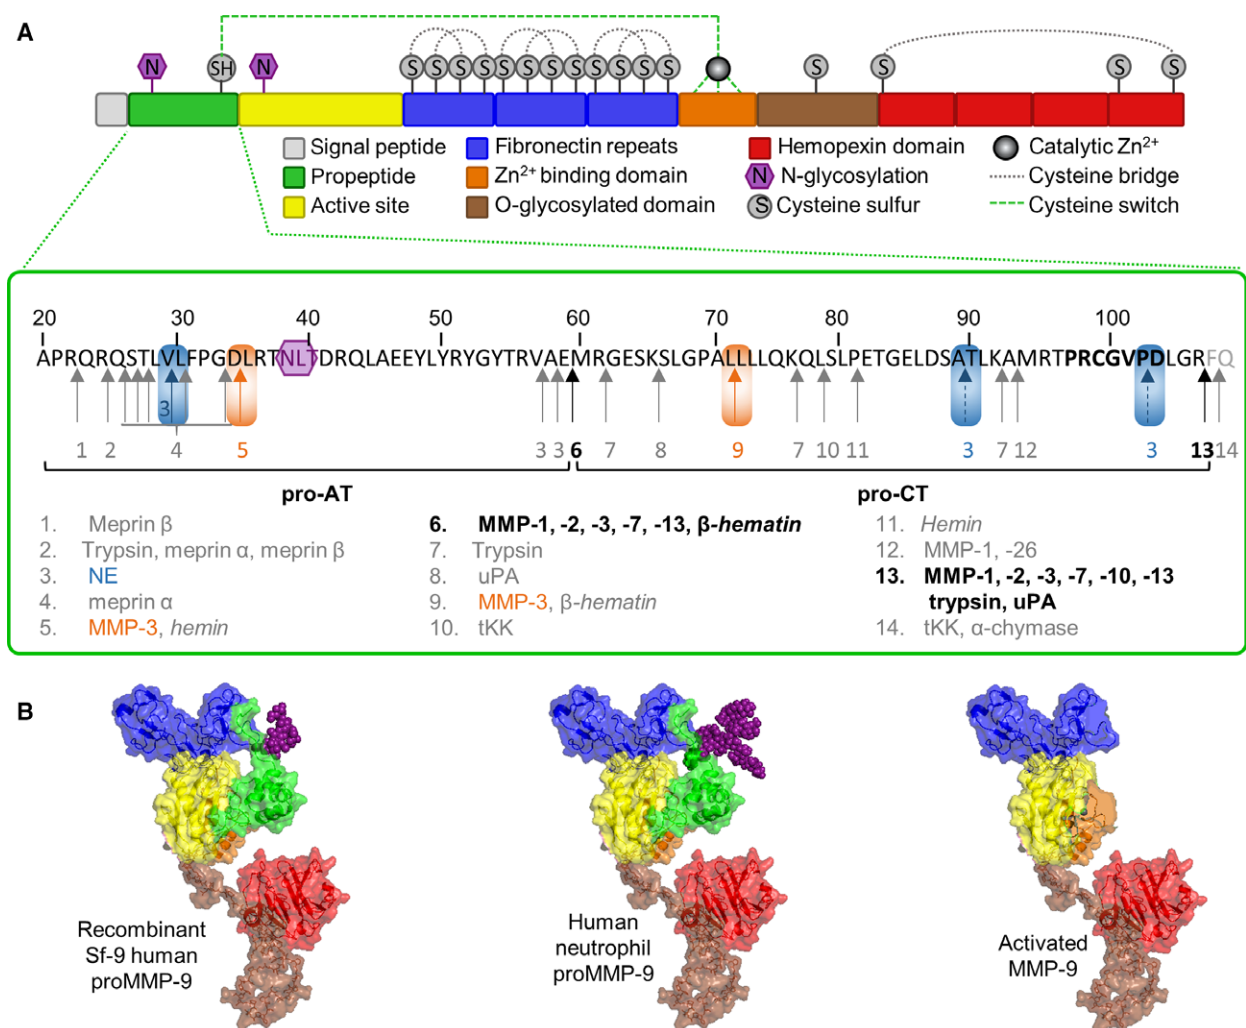 A
N
SH
N
S S S S S S S S S S S S
S
S
S
S
Signal peptide
Fibronectin repeats
Hemopexin domain
Catalytic Zn²⁺
Propeptide
Zn²⁺ binding domain
N
N-glycosylation
Cysteine bridge
Active site
O-glycosylated domain
S
Cysteine sulfur
Cysteine switch
20 30 40 50 60 70 80 90 100
APRQRQSTLVLFPGDLRTNLTDRQLAEEYLYRYGYTRVAEMRGESKSLGPALLLLQKQLSLPETGELDSATLKAMRTPRCGVPDLGRFQ
3
1 2 4 5 3 3 6 7 8 9 7 10 11 3 7 12 3 13 14
pro-AT
pro-CT
1. Meprin β
2. Trypsin, meprin α, meprin β
3. NE
4. meprin α
5. MMP-3, hemin
6. MMP-1, -2, -3, -7, -13, β-hematin
7. Trypsin
8. uPA
9. MMP-3, β-hematin
10. tKK
11. Hemin
12. MMP-1, -26
13. MMP-1, -2, -3, -7, -10, -13
trypsin, uPA
14. tKK, α-chymase
B
Recombinant
Sf-9 human
proMMP-9
Human
neutrophil
proMMP-9
Activated
MMP-9